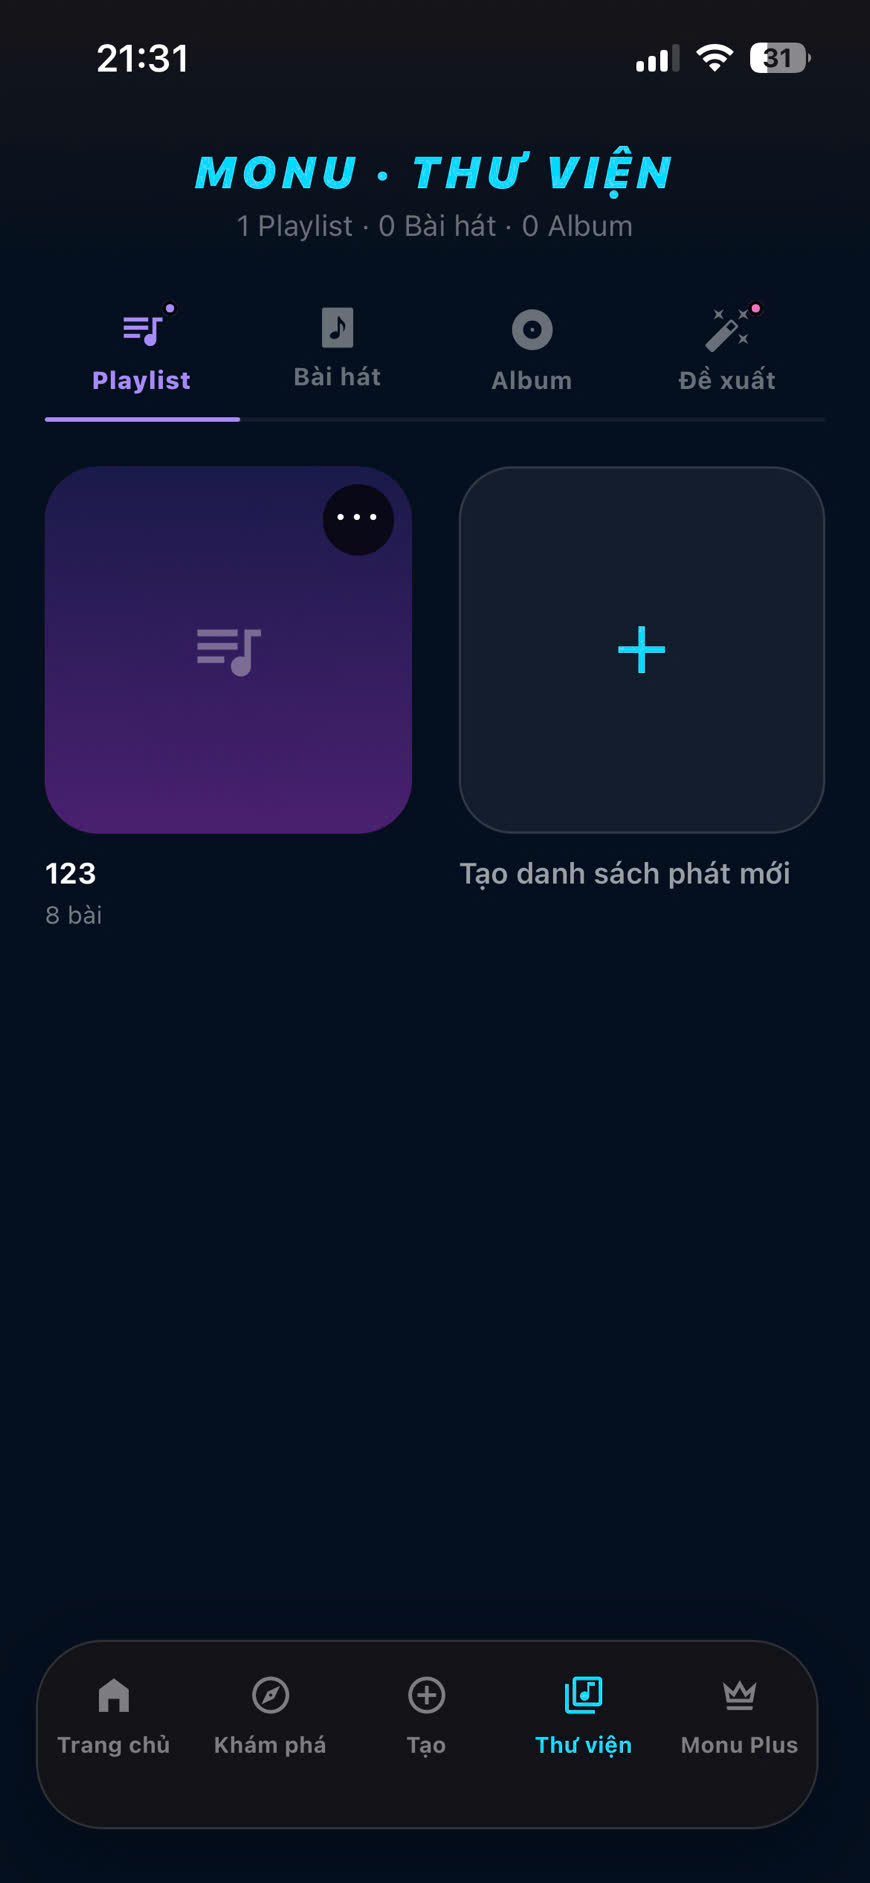 21:31
31
MONU · THƯ VIỆN
1 Playlist · 0 Bài hát · 0 Album
Playlist
Bài hát
Album
Đề xuất
123
8 bài
Tạo danh sách phát mới
Trang chủ
Khám phá
Tạo
Thư viện
Monu Plus